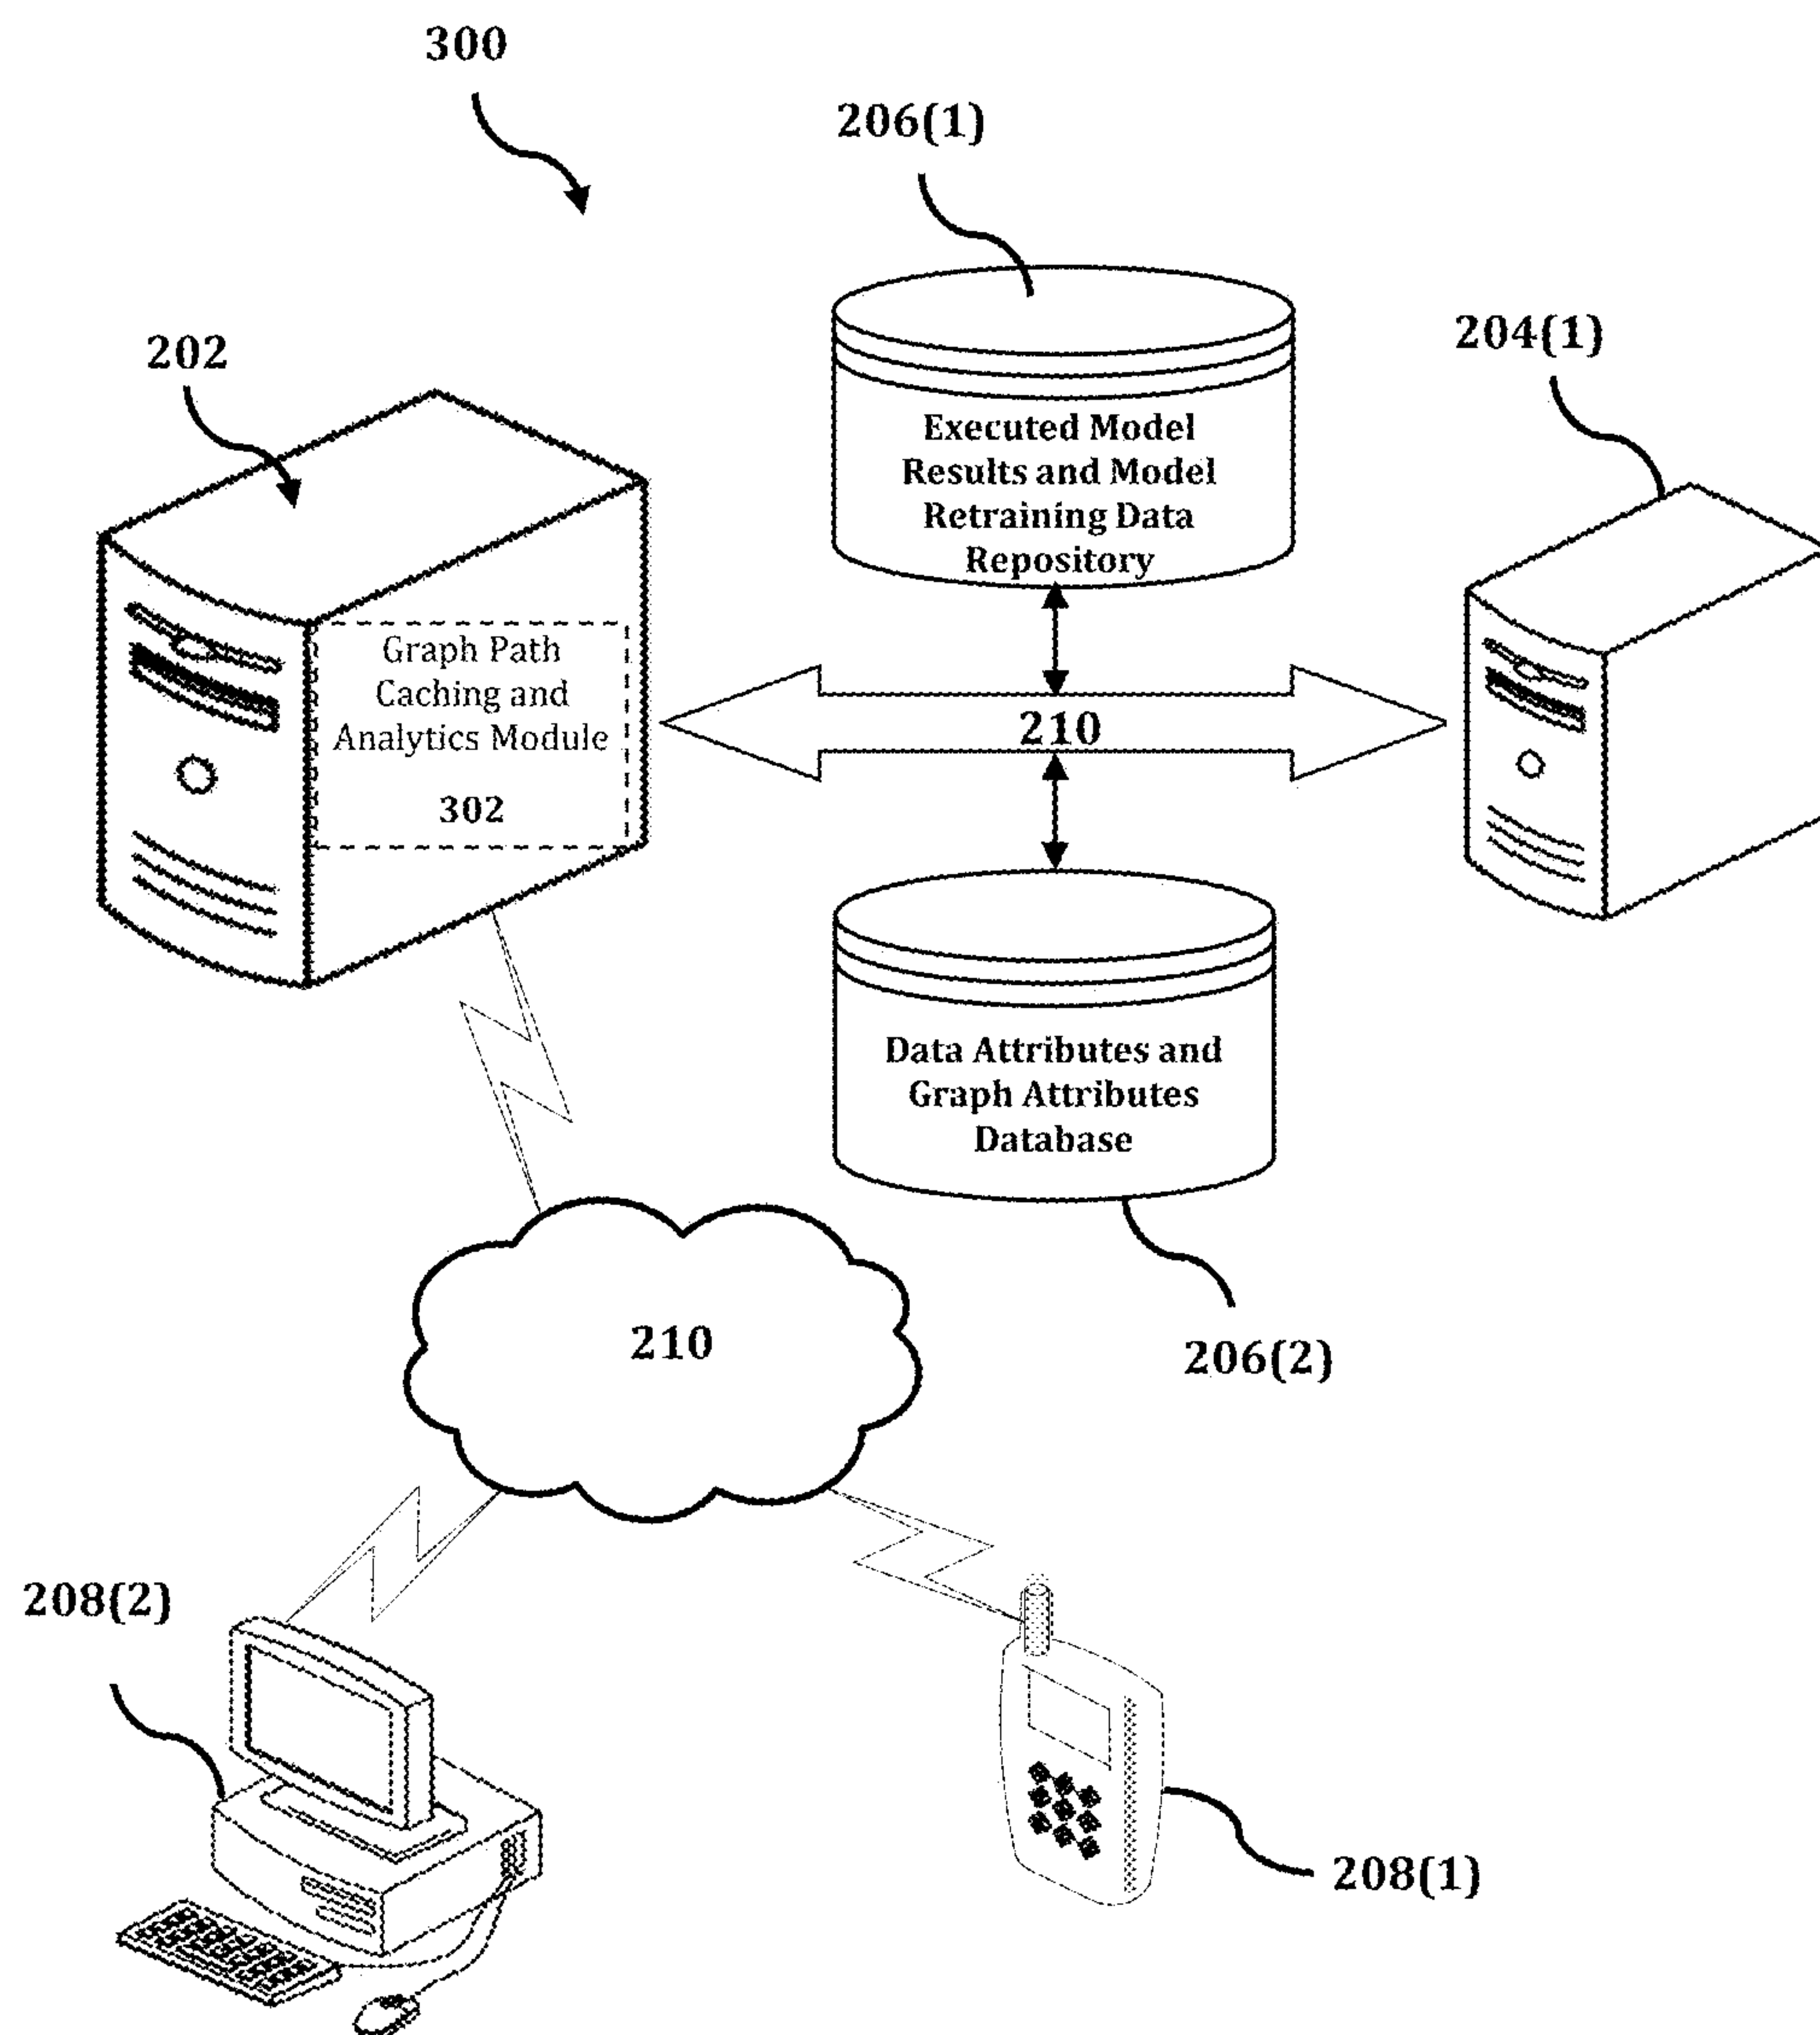 300
206(1)
204(1)
202
Executed Model
Results and Model
Retraining Data
Repository
Graph Path
Caching and
Analytics Module
302
210
Data Attributes and
Graph Attributes
Database
206(2)
210
208(2)
208(1)